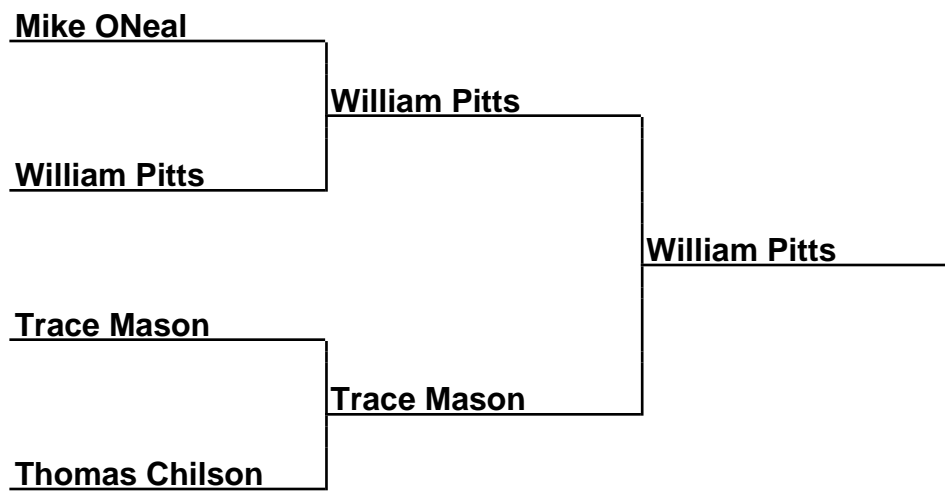 Mike ONeal
William Pitts
William Pitts
William Pitts
Trace Mason
Trace Mason
Thomas Chilson